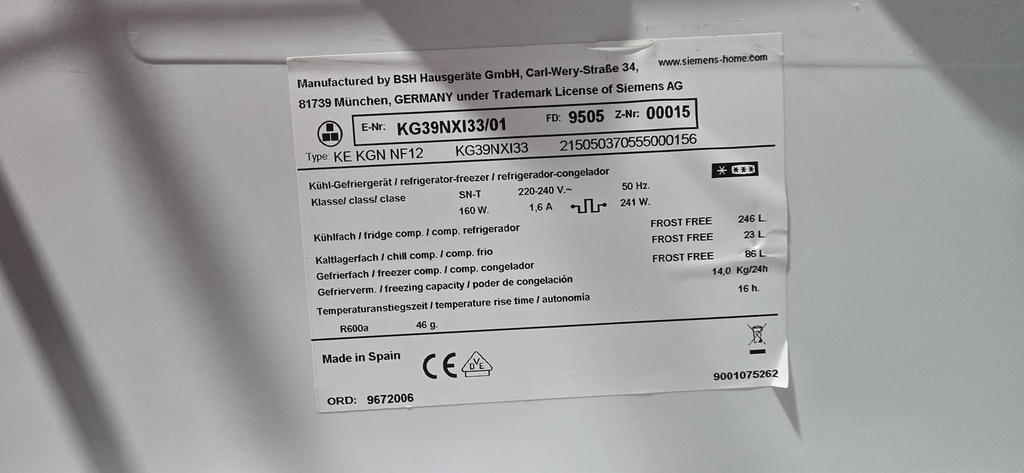 Manufactured by BSH Hausgeräte GmbH, Carl-Wery-Straße 34, www.siemens-home.com
81739 München, GERMANY under Trademark License of Siemens AG
E-Nr: KG39NXI33/01 FD: 9505 Z-Nr: 00015
Type: KE KGN NF12 KG39NXI33 215050370555000156
Kühl-Gefriergerät / refrigerator-freezer / refrigerador-congelador
Klasse/ class/ clase SN-T 220-240 V.~ 50 Hz.
160 W. 1,6 A 241 W.
Kühlfach / fridge comp. / comp. refrigerador FROST FREE 246 L.
Kaltlagerfach / chill comp. / comp. frio FROST FREE 23 L.
Gefrierfach / freezer comp. / comp. congelador FROST FREE 86 L.
Gefrierverm. / freezing capacity / poder de congelación 14,0 Kg/24h
Temperaturanstiegszeit / temperature rise time / autonomía 16 h.
R600a 46 g.
Made in Spain CE DVE
9001075262
ORD: 9672006